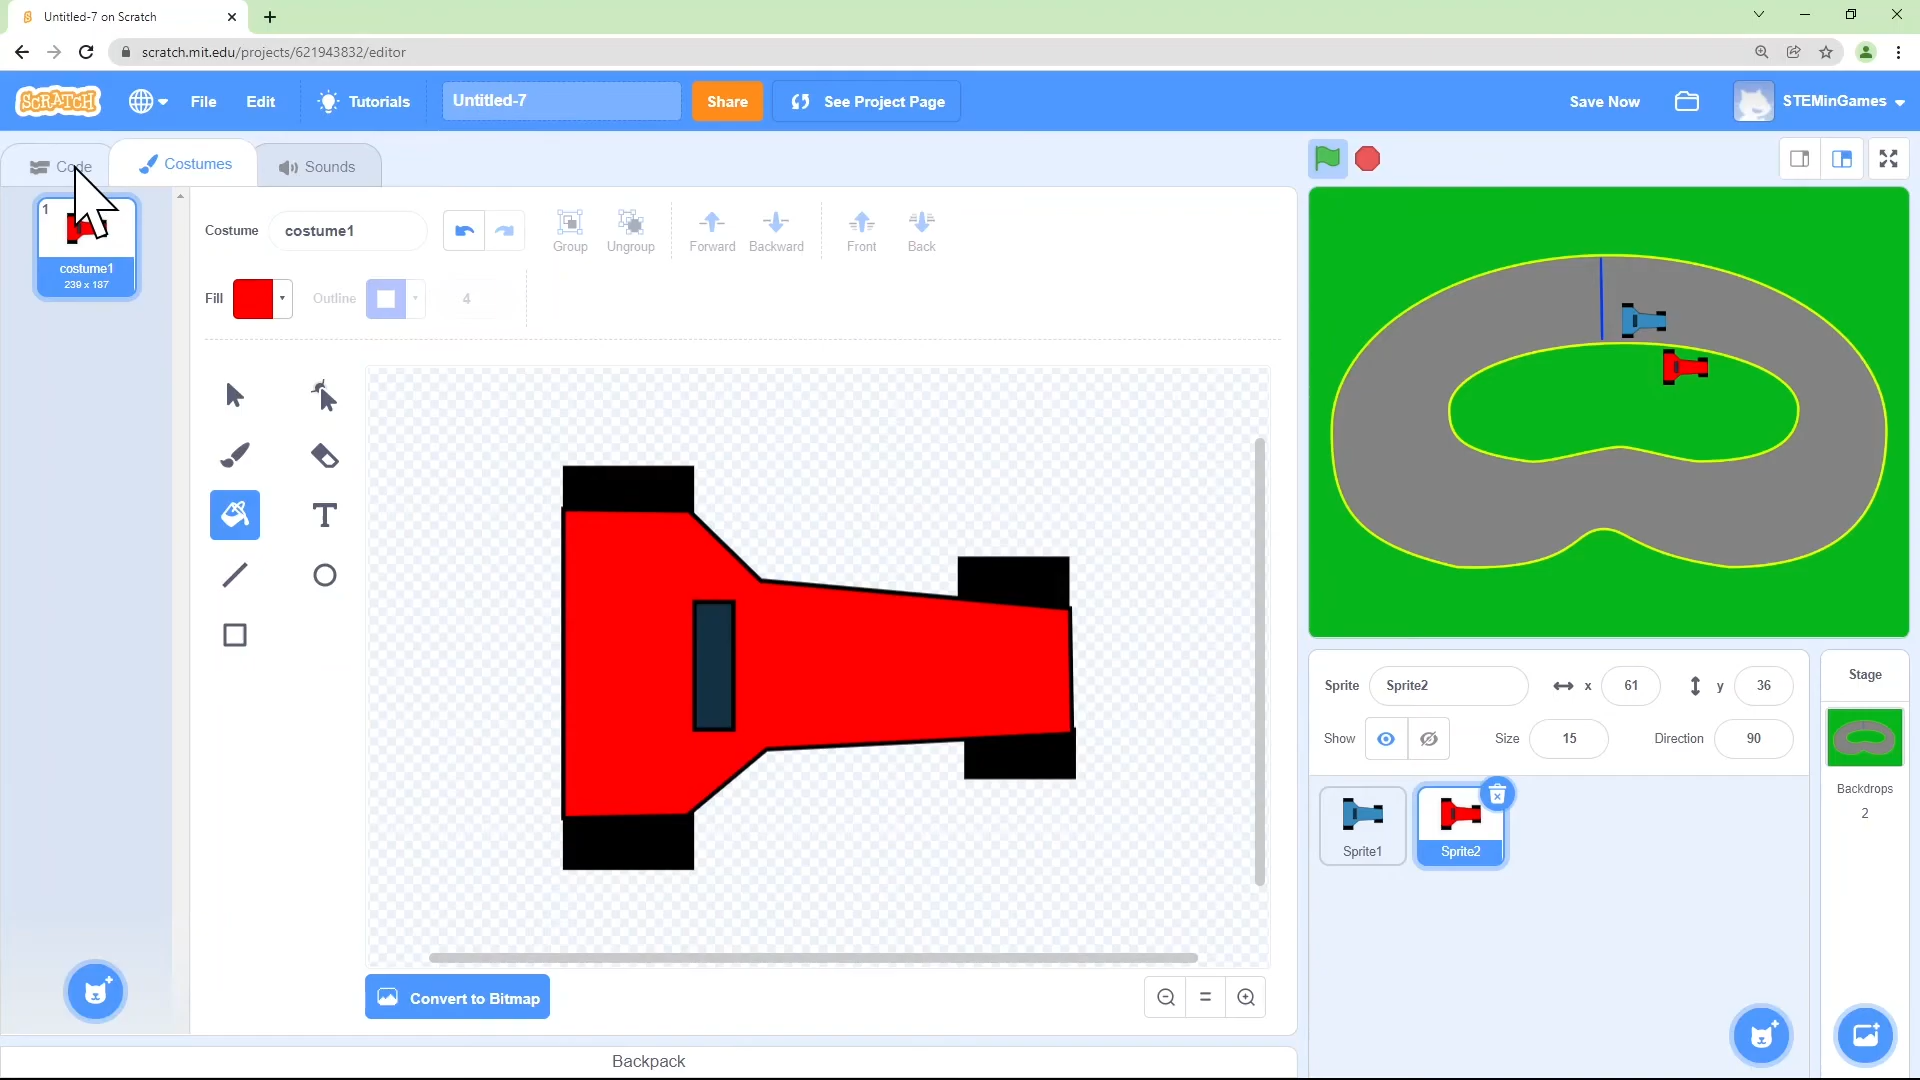 Untitled-7 on Scratch
scratch.mit.edu/projects/621943832/editor
SCRATCH
File
Edit
Tutorials
Untitled-7
Share
See Project Page
Save Now
STEMinGames
Code
Costumes
Sounds
1
costume1
239 x 187
Costume
costume1
Group
Ungroup
Forward
Backward
Front
Back
Fill
Outline
4
T
Convert to Bitmap
Backpack
Sprite
Sprite2
x
61
y
36
Show
Size
15
Direction
90
Sprite1
Sprite2
Stage
Backdrops
2